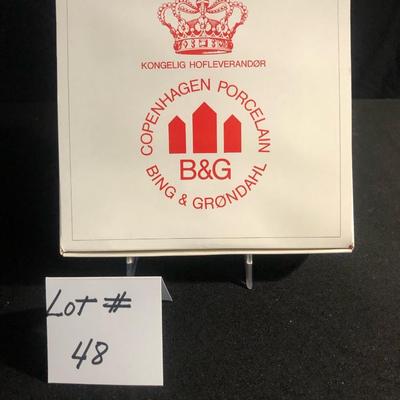 KONGELIG HOFLEVERANDØR
COPENHAGEN PORCELAIN
B&G
BING & GRØNDAHL
LOT #
48